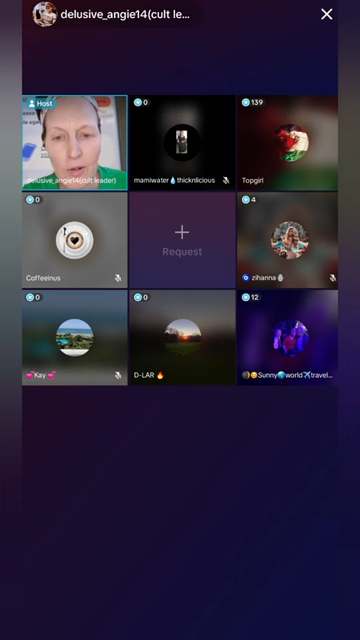 delusive_angie14(cult le...
Host
delusive_angie14(cult leader)
0
mamiwater💧thicknlicious
139
Topgirl
0
Coffeeinus
+
Request
4
zihanna
0
💕Kay 💕
0
D-LAR 🔥
12
Sunny🌍world✈️travel...